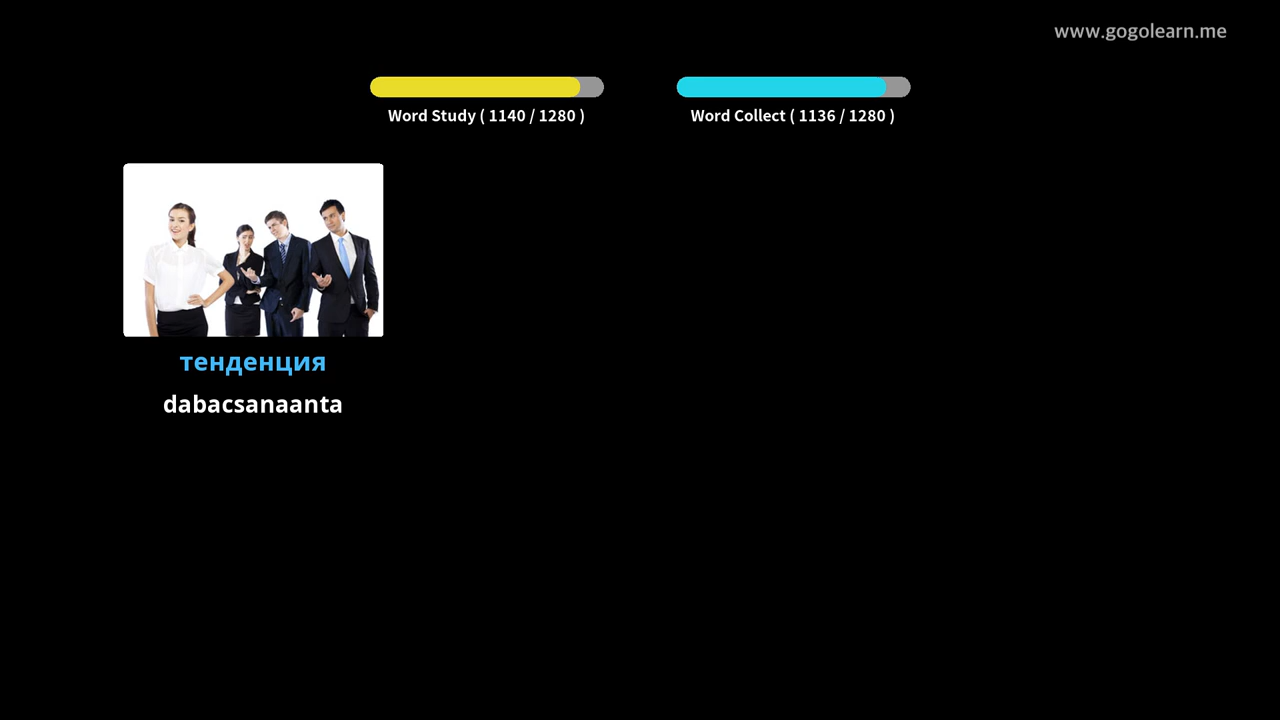 www.gogolearn.me
Word Study ( 1140 / 1280 )
Word Collect ( 1136 / 1280 )
тенденция
dabacsanaanta